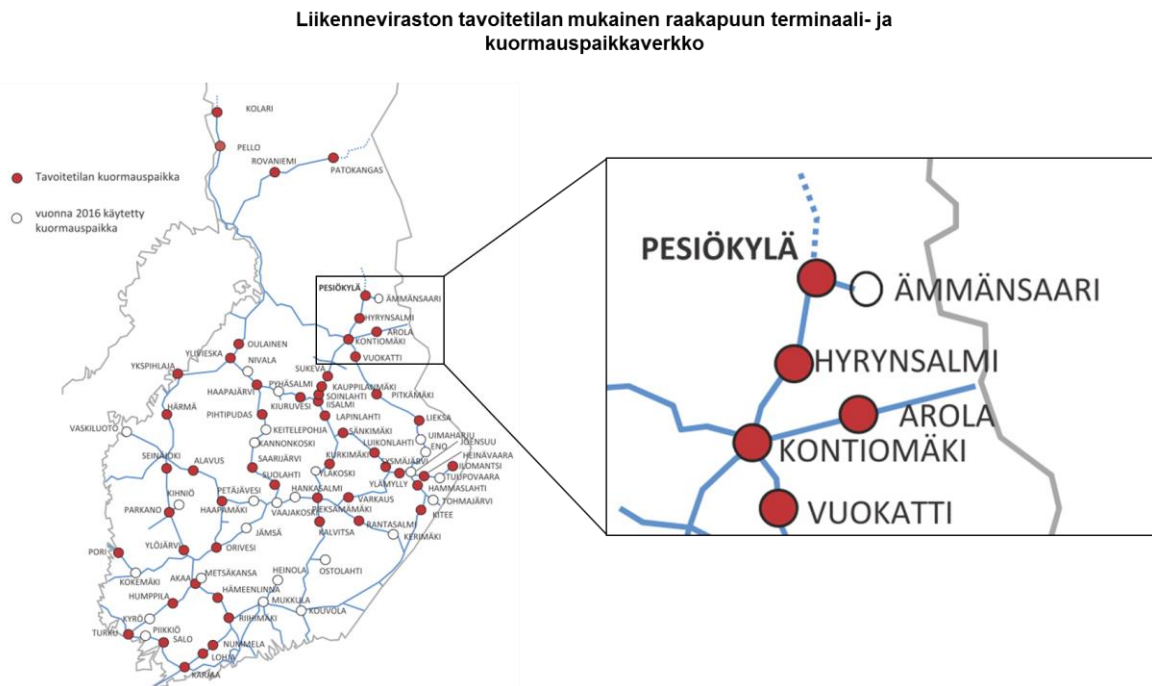 Liikenneviraston tavoitetilan mukainen raakapuun terminaali- ja
kuormauspaikkaverkko
KOLARI
PELLO
ROVANIEMI
PATOKANGAS
Tavoitetilan kuormauspaikka
vuonna 2016 käytetty
kuormauspaikka
PESIÖKYLÄ
ÄMMÄNSAARI
HYRYNSALMI
AROLA
KONTIOMÄKI
VUOKATTI
OULAINEN
YLIVIESKA
NIVALA
YKSPIHLAJA
SUKEVA
HAAPAJÄRVI
PYHÄSALMI
KAUPPILANMÄKI
SOINLAHTI
IISALMI
KIURUVESI
PITKÄMÄKI
HÄRMÄ
PIHTIPUDAS
LAPINLAHTI
LIEKSA
VASKILUOTO
KEITELEPOHJA
SÄNKIMÄKI
UIMAHARJU
KANNONKOSKI
LUIKONLAHTI
ENO
JOENSUU
HEINÄVAARA
SEINÄJOKI
ALAVUS
SAARIJÄRVI
KURKIMÄKI
SYSMÄJÄRVI
ILOMANTSI
SUOLAHTI
YLÄKOSKI
YLÄMYLLY
TUUPOVAARA
KIHNIÖ
PETÄJÄVESI
HANKASALMI
HAMMASLAHTI
PARKANO
HAAPAMÄKI
VAAJAKOSKI
VARKAUS
TOHMAJÄRVI
PIEKSÄMÄMÄKI
KITEE
RANTASALMI
JÄMSÄ
KALVITSA
KERIMÄKI
PORI
YLÖJÄRVI
ORIVESI
KOKEMÄKI
METSÄKANSA
HEINOLA
OSTOLAHTI
AKAA
HÄMEENLINNA
HUMPPILA
MUKKULA
KOUVOLA
KYRÖ
RIIHIMÄKI
TURKU
PIIKKIÖ
SALO
NUMMELA
LOHJA
KARJAA
PESIÖKYLÄ
ÄMMÄNSAARI
HYRYNSALMI
AROLA
KONTIOMÄKI
VUOKATTI